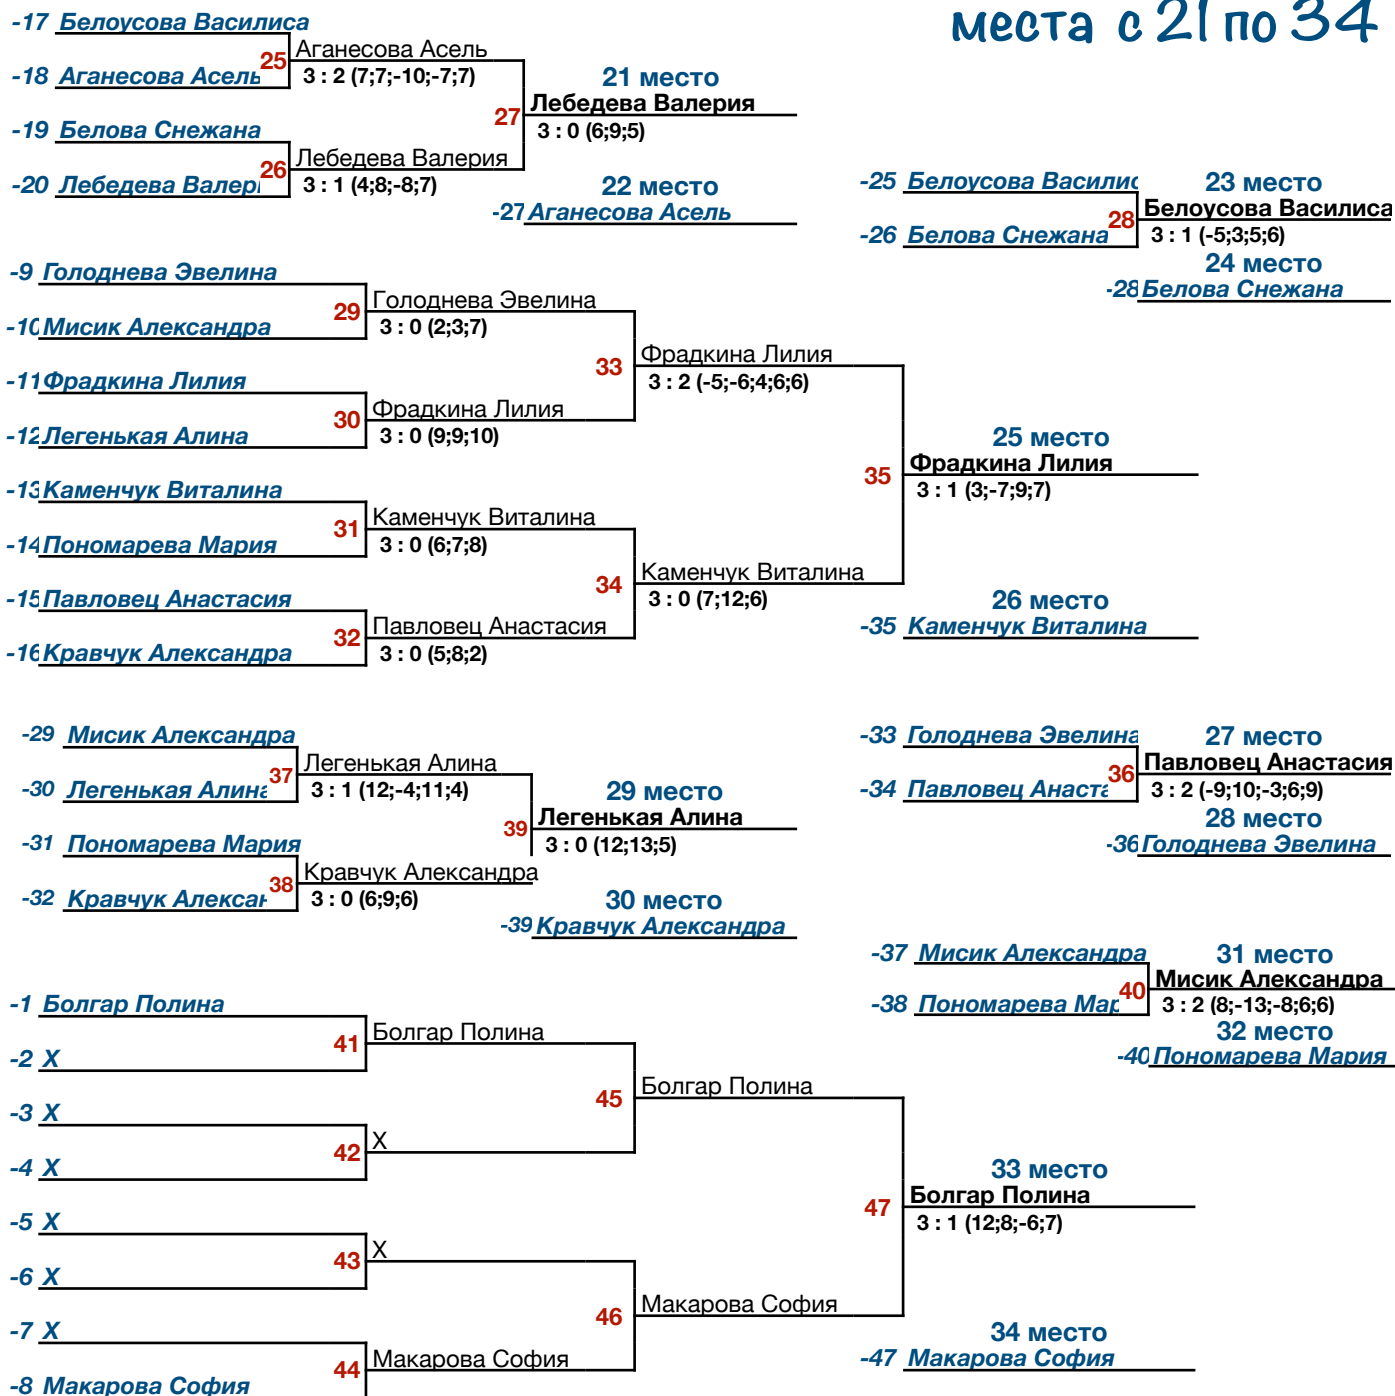 места с 21 по 34
-17 Белоусова Василиса
25 Аганесова Асель
-18 Аганесова Асель
3 : 2 (7;7;-10;-7;7)
21 место
27 Лебедева Валерия
3 : 0 (6;9;5)
-19 Белова Снежана
26 Лебедева Валерия
-20 Лебедева Валер
3 : 1 (4;8;-8;7)
22 место
-27 Аганесова Асель
-25 Белоусова Василис
23 место
28 Белоусова Василиса
-26 Белова Снежана
3 : 1 (-5;3;5;6)
24 место
-28 Белова Снежана
-9 Голоднева Эвелина
29 Голоднева Эвелина
-10 Мисик Александра
3 : 0 (2;3;7)
33 Фрадкина Лилия
3 : 2 (-5;-6;4;6;6)
-11 Фрадкина Лилия
30 Фрадкина Лилия
-12 Легенькая Алина
3 : 0 (9;9;10)
25 место
35 Фрадкина Лилия
3 : 1 (3;-7;9;7)
-13 Каменчук Виталина
31 Каменчук Виталина
-14 Пономарева Мария
3 : 0 (6;7;8)
34 Каменчук Виталина
3 : 0 (7;12;6)
-15 Павловец Анастасия
32 Павловец Анастасия
-16 Кравчук Александра
3 : 0 (5;8;2)
26 место
-35 Каменчук Виталина
-29 Мисик Александра
37 Легенькая Алина
-30 Легенькая Алина
3 : 1 (12;-4;11;4)
29 место
39 Легенькая Алина
3 : 0 (12;13;5)
-31 Пономарева Мария
38 Кравчук Александра
-32 Кравчук Алексан
3 : 0 (6;9;6)
30 место
-39 Кравчук Александра
-33 Голоднева Эвелина
27 место
36 Павловец Анастасия
-34 Павловец Анаста
3 : 2 (-9;10;-3;6;9)
28 место
-36 Голоднева Эвелина
-37 Мисик Александра
31 место
40 Мисик Александра
-38 Пономарева Мар
3 : 2 (8;-13;-8;6;6)
32 место
-40 Пономарева Мария
-1 Болгар Полина
41 Болгар Полина
-2 X
45 Болгар Полина
-3 X
42 X
-4 X
33 место
47 Болгар Полина
3 : 1 (12;8;-6;7)
-5 X
43 X
-6 X
46 Макарова София
-7 X
44 Макарова София
-8 Макарова София
34 место
-47 Макарова София